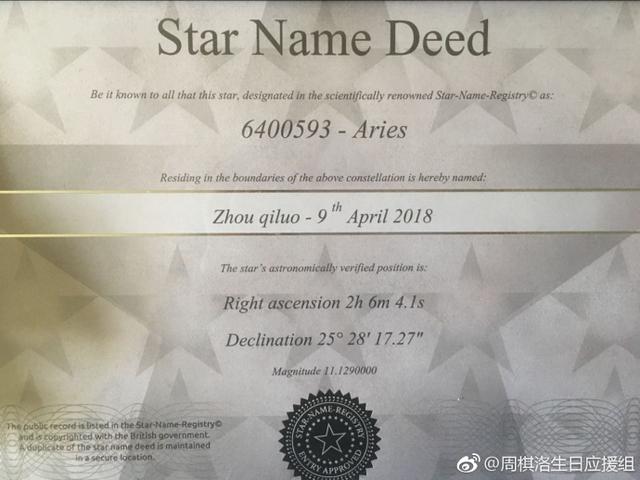 Star Name Deed
Be it known to all that this star, designated in the scientifically renowned Star-Name-Registry© as:
6400593 - Aries
Residing in the boundaries of the above constellation is hereby named:
Zhou qiluo - 9 th April 2018
The star's astronomically verified position is:
Right ascension 2h 6m 4.1s
Declination 25° 28' 17.27"
Magnitude 11.1290000
The public record is listed in the Star-Name-Registry©
and is copyrighted with the British government.
A duplicate of the star name deed is maintained
in a secure location.
STAR-NAME-REGISTRY
ENTRY APPROVED
@周棋洛生日应援组